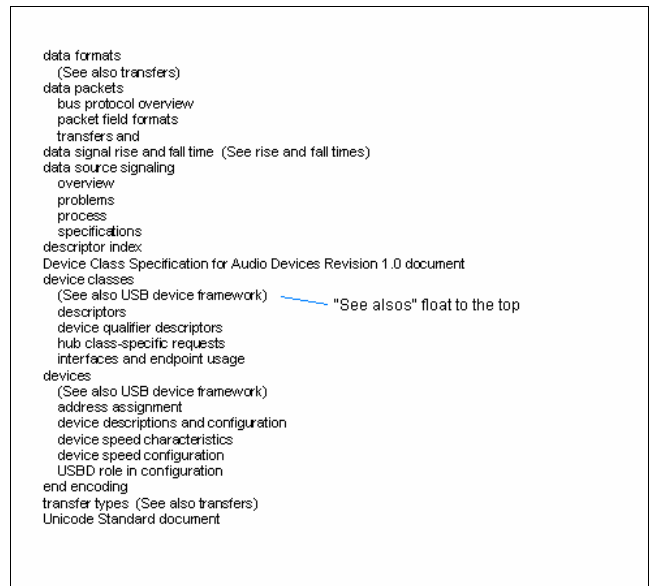 data formats
(See also transfers)
data packets
bus protocol overview
packet field formats
transfers and
data signal rise and fall time (See rise and fall times)
data source signaling
overview
problems
process
specifications
descriptor index
Device Class Specification for Audio Devices Revision 1.0 document
device classes
(See also USB device framework)
"See alsos" float to the top
descriptors
device qualifier descriptors
hub class-specific requests
interfaces and endpoint usage
devices
(See also USB device framework)
address assignment
device descriptions and configuration
device speed characteristics
device speed configuration
USBD role in configuration
end encoding
transfer types (See also transfers)
Unicode Standard document